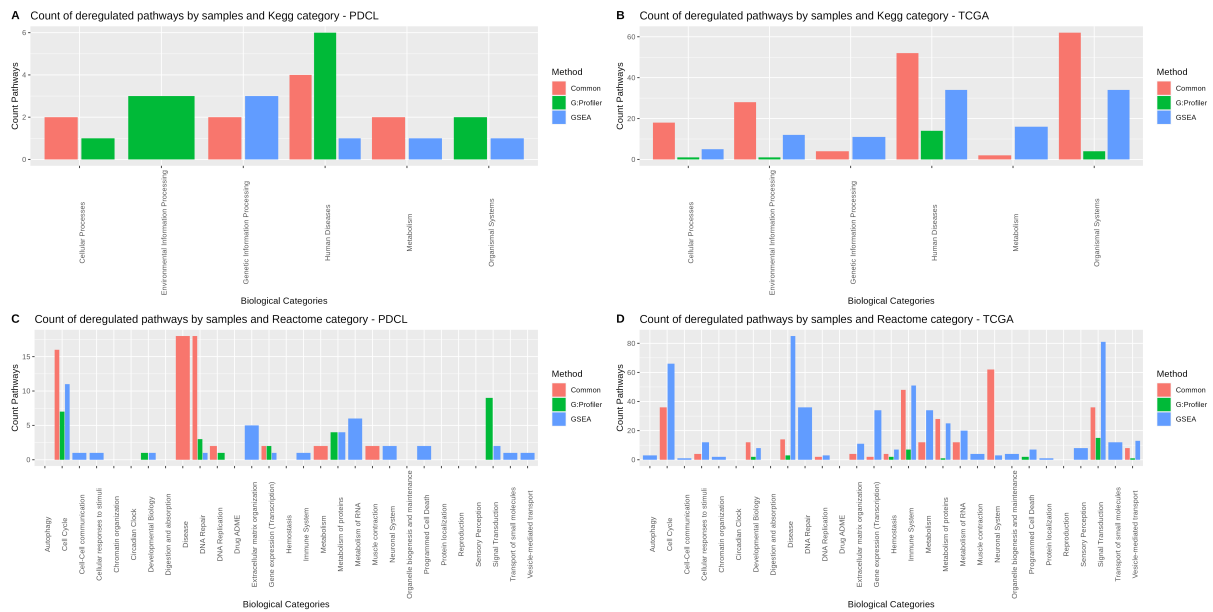 A Count of deregulated pathways by samples and Kegg category - PDCL
6
4
2
0
Count Pathways
Cellular Processes
Environmental Information Processing
Genetic Information Processing
Human Diseases
Metabolism
Organismal Systems
Biological Categories
Method
Common
G:Profiler
GSEA
B Count of deregulated pathways by samples and Kegg category - TCGA
60
40
20
0
Count Pathways
Cellular Processes
Environmental Information Processing
Genetic Information Processing
Human Diseases
Metabolism
Organismal Systems
Biological Categories
Method
Common
G:Profiler
GSEA
C Count of deregulated pathways by samples and Reactome category - PDCL
15
10
5
0
Count Pathways
Autophagy
Cell Cycle
Cell-Cell communication
Cellular responses to stimuli
Chromatin organization
Circadian Clock
Developmental Biology
Digestion and absorption
Disease
DNA Repair
DNA Replication
Drug ADME
Extracellular matrix organization
Gene expression (Transcription)
Hemostasis
Immune System
Metabolism
Metabolism of proteins
Metabolism of RNA
Muscle contraction
Neuronal System
Organelle biogenesis and maintenance
Programmed Cell Death
Protein localization
Reproduction
Sensory Perception
Signal Transduction
Transport of small molecules
Vesicle-mediated transport
Biological Categories
Method
Common
G:Profiler
GSEA
D Count of deregulated pathways by samples and Reactome category - TCGA
80
60
40
20
0
Count Pathways
Autophagy
Cell Cycle
Cell-Cell communication
Cellular responses to stimuli
Chromatin organization
Circadian Clock
Developmental Biology
Digestion and absorption
Disease
DNA Repair
DNA Replication
Drug ADME
Extracellular matrix organization
Gene expression (Transcription)
Hemostasis
Immune System
Metabolism
Metabolism of proteins
Metabolism of RNA
Muscle contraction
Neuronal System
Organelle biogenesis and maintenance
Programmed Cell Death
Protein localization
Reproduction
Sensory Perception
Signal Transduction
Transport of small molecules
Vesicle-mediated transport
Biological Categories
Method
Common
G:Profiler
GSEA